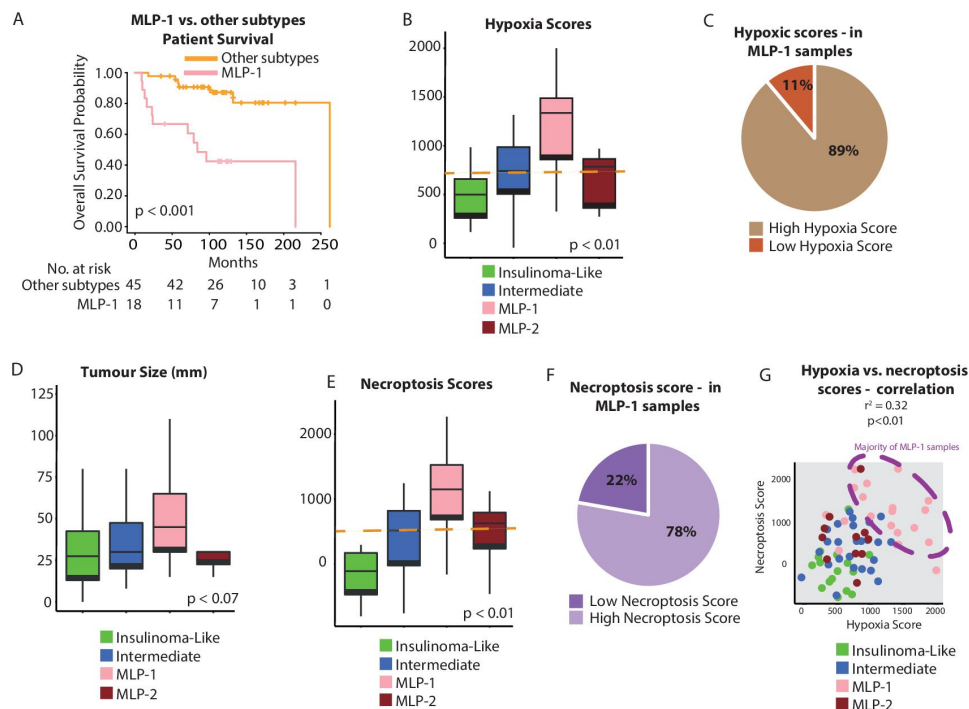 A
MLP-1 vs. other subtypes
Patient Survival
Other subtypes
MLP-1
Overall Survival Probability
1.00
0.80
0.60
0.40
0.20
0.00
p < 0.001
0 50 100 150 200 250
Months
No. at risk
Other subtypes 45 42 26 10 3 1
MLP-1 18 11 7 1 1 0
B
Hypoxia Scores
2000
1500
1000
500
0
p < 0.01
Insulinoma-Like
Intermediate
MLP-1
MLP-2
C
Hypoxic scores - in
MLP-1 samples
11%
89%
High Hypoxia Score
Low Hypoxia Score
D
Tumour Size (mm)
125
100
75
50
25
0
p < 0.07
Insulinoma-Like
Intermediate
MLP-1
MLP-2
E
Necroptosis Scores
2000
1000
0
p < 0.01
Insulinoma-Like
Intermediate
MLP-1
MLP-2
F
Necroptosis score - in
MLP-1 samples
22%
78%
Low Necroptosis Score
High Necroptosis Score
G
Hypoxia vs. necroptosis
scores - correlation
r² = 0.32
p<0.01
Majority of MLP-1 samples
Necroptosis Score
2000
1000
0
0 500 1000 1500 2000
Hypoxia Score
Insulinoma-Like
Intermediate
MLP-1
MLP-2